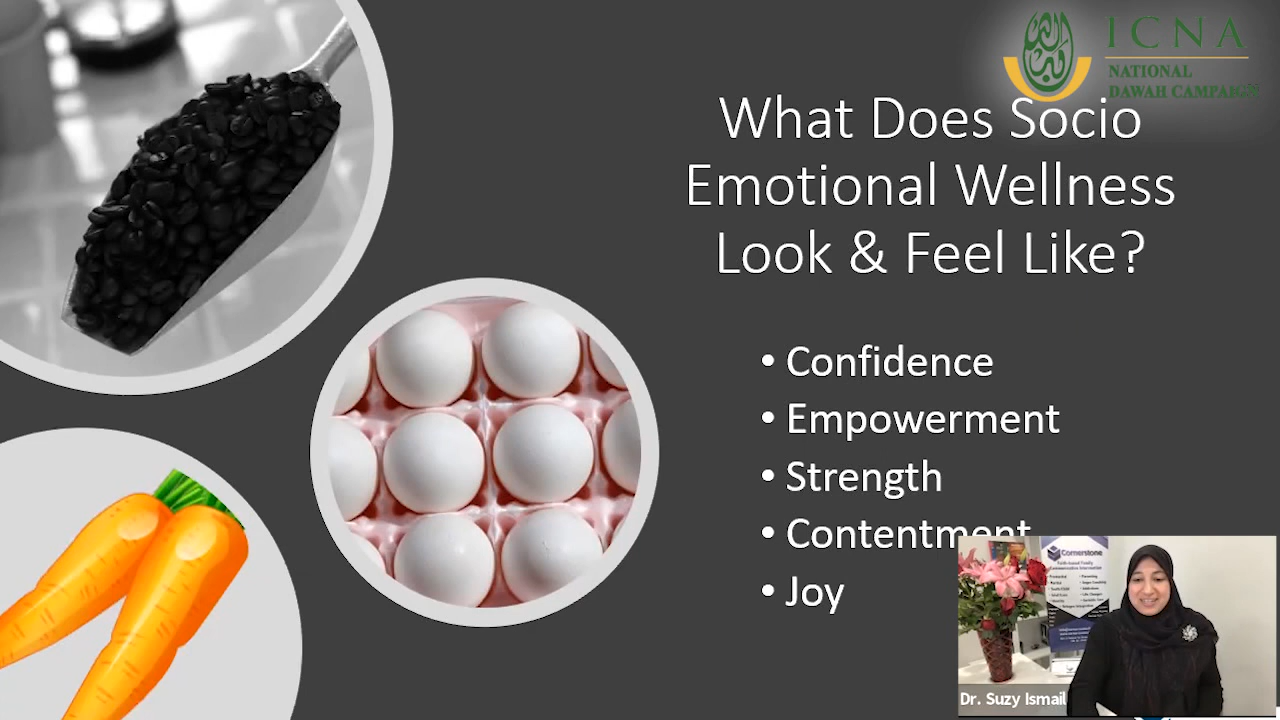 ICNA
NATIONAL
DAWAH CAMPAIGN
What Does Socio
Emotional Wellness
Look & Feel Like?
• Confidence
• Empowerment
• Strength
• Contentment
• Joy
Cornerstone
Dr. Suzy Ismail